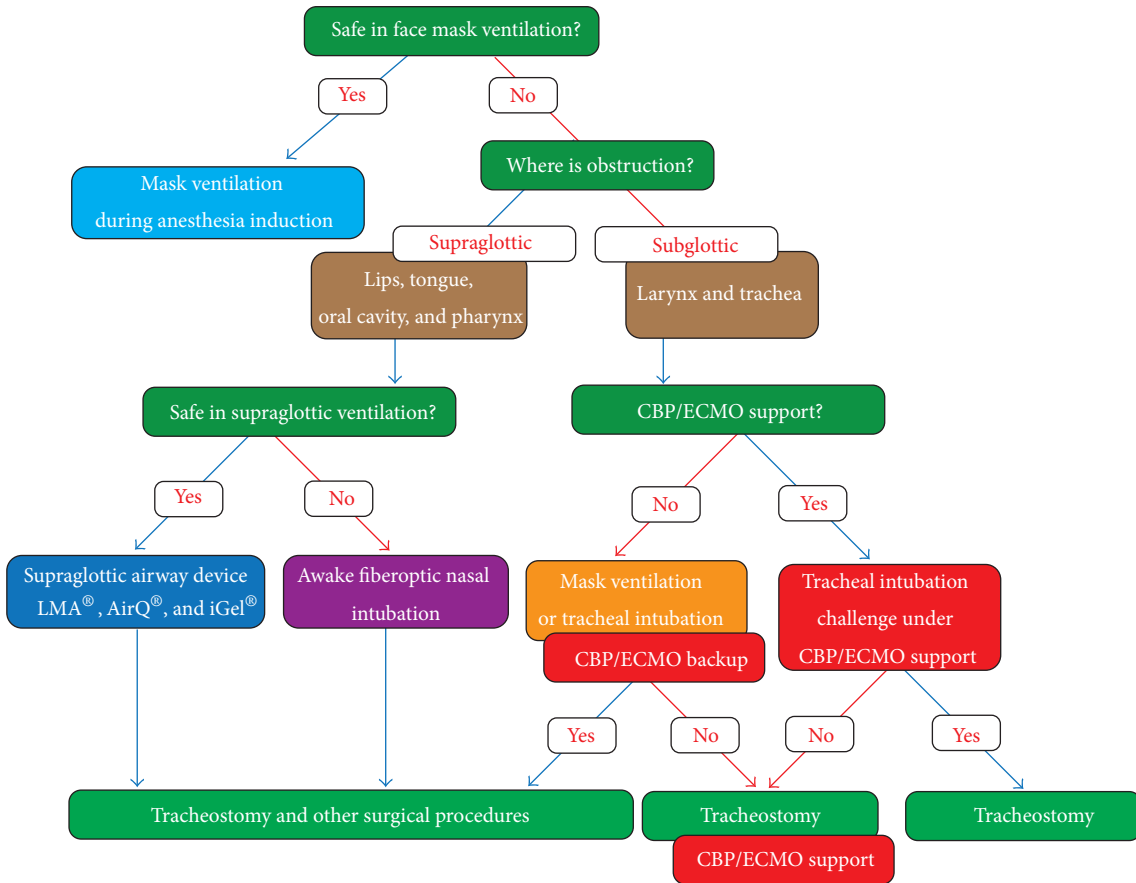 Safe in face mask ventilation?
Yes
No
Where is obstruction?
Mask ventilation
during anesthesia induction
Supraglottic
Subglottic
Lips, tongue,
oral cavity, and pharynx
Larynx and trachea
Safe in supraglottic ventilation?
CBP/ECMO support?
Yes
No
No
Yes
Supraglottic airway device
LMA®, AirQ®, and iGel®
Awake fiberoptic nasal
intubation
Mask ventilation
or tracheal intubation
CBP/ECMO backup
Tracheal intubation
challenge under
CBP/ECMO support
Yes
No
No
Yes
Tracheostomy and other surgical procedures
Tracheostomy
CBP/ECMO support
Tracheostomy